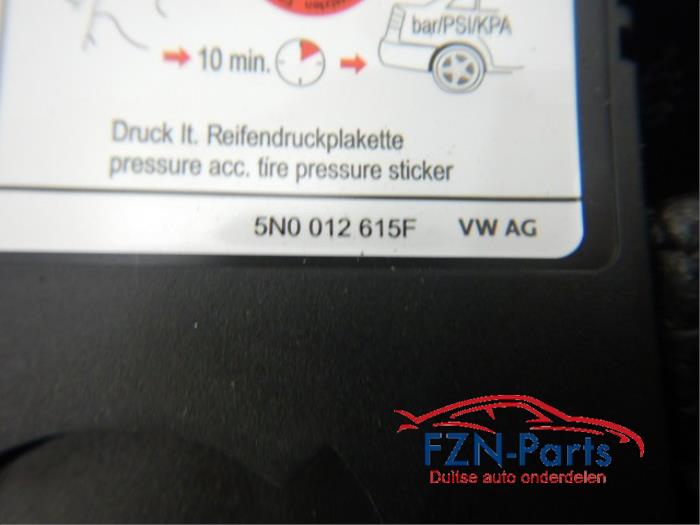 bar/PSI/KPA
10 min.
Druck lt. Reifendruckplakette
pressure acc. tire pressure sticker
5N0 012 615F VW AG
FZN-Parts
Duitse auto onderdelen